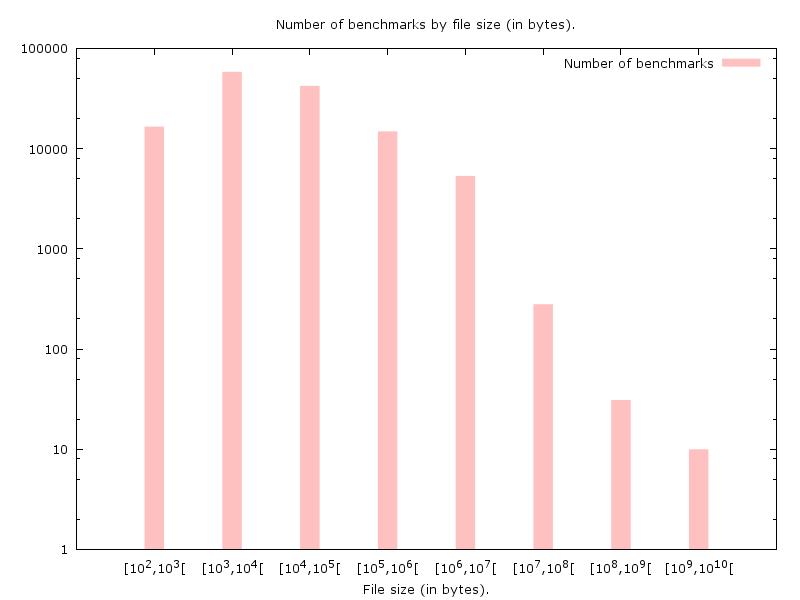 Number of benchmarks by file size (in bytes).
Number of benchmarks
100000
10000
1000
100
10
1
[10²,10³[ [10³,10⁴[ [10⁴,10⁵[ [10⁵,10⁶[ [10⁶,10⁷[ [10⁷,10⁸[ [10⁸,10⁹[ [10⁹,10¹⁰[
File size (in bytes).